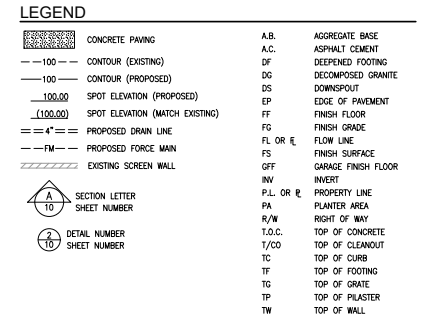 LEGEND
CONCRETE PAVING
— —100— — CONTOUR (EXISTING)
——100—— CONTOUR (PROPOSED)
100.00 SPOT ELEVATION (PROPOSED)
(100.00) SPOT ELEVATION (MATCH EXISTING)
4" PROPOSED DRAIN LINE
— —FM— — PROPOSED FORCE MAIN
EXISTING SCREEN WALL
A SECTION LETTER
10 SHEET NUMBER
2 DETAIL NUMBER
10 SHEET NUMBER
A.B. AGGREGATE BASE
A.C. ASPHALT CEMENT
DF DEEPENED FOOTING
DG DECOMPOSED GRANITE
DS DOWNSPOUT
EP EDGE OF PAVEMENT
FF FINISH FLOOR
FG FINISH GRADE
FL OR FL FLOW LINE
FS FINISH SURFACE
GFF GARAGE FINISH FLOOR
INV INVERT
P.L. OR PL PROPERTY LINE
PA PLANTER AREA
R/W RIGHT OF WAY
T.O.C. TOP OF CONCRETE
T/CO TOP OF CLEANOUT
TC TOP OF CURB
TF TOP OF FOOTING
TG TOP OF GRATE
TP TOP OF PILASTER
TW TOP OF WALL